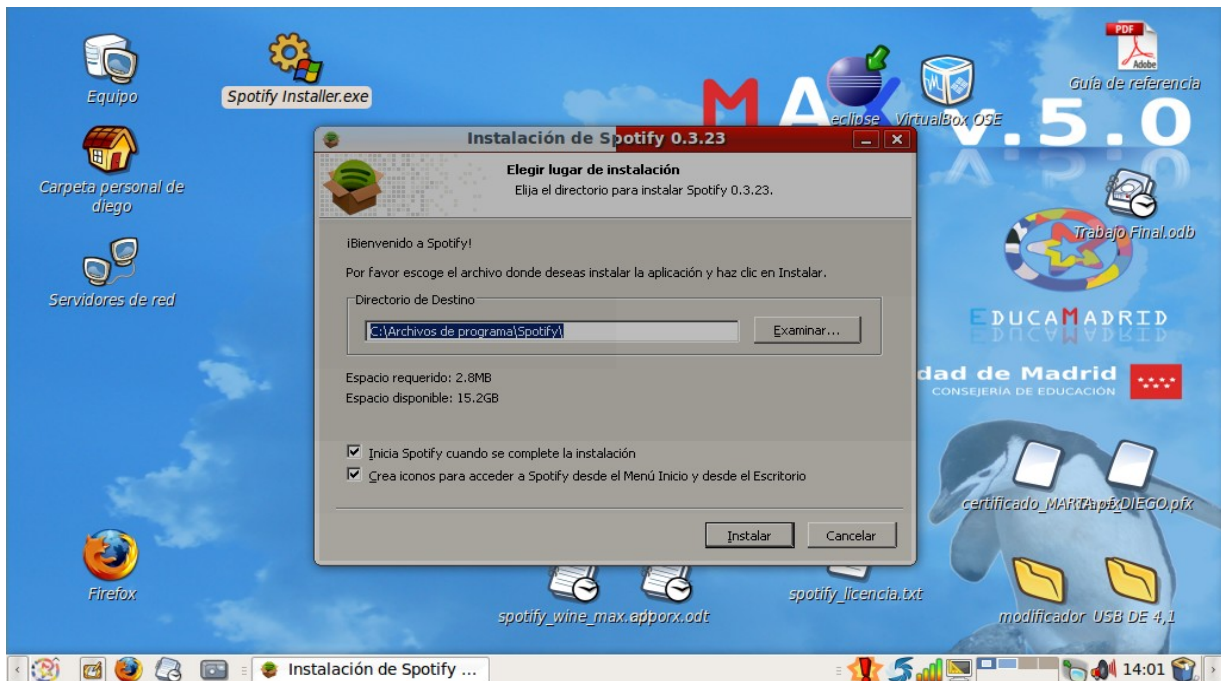 Equipo
Spotify Installer.exe
Carpeta personal de
diego
Servidores de red
Firefox
MAX v.5.0
eclipse
VirtualBox OSE
PDF
Adobe
Guía de referencia
Trabajo Final.odb
EDUCAMADRID
dad de Madrid
CONSEJERÍA DE EDUCACIÓN
Instalación de Spotify 0.3.23
Elegir lugar de instalación
Elija el directorio para instalar Spotify 0.3.23.
¡Bienvenido a Spotify!
Por favor escoge el archivo donde deseas instalar la aplicación y haz clic en Instalar.
Directorio de Destino
C:\Archivos de programa\Spotify\
Examinar...
Espacio requerido: 2.8MB
Espacio disponible: 15.2GB
Inicia Spotify cuando se complete la instalación
Crea iconos para acceder a Spotify desde el Menú Inicio y desde el Escritorio
Instalar
Cancelar
DIEGO.pfx
spotify_wine_max.
spotify_licencia.txt
modificador
USB DE 4,1
Instalación de Spotify ...
14:01